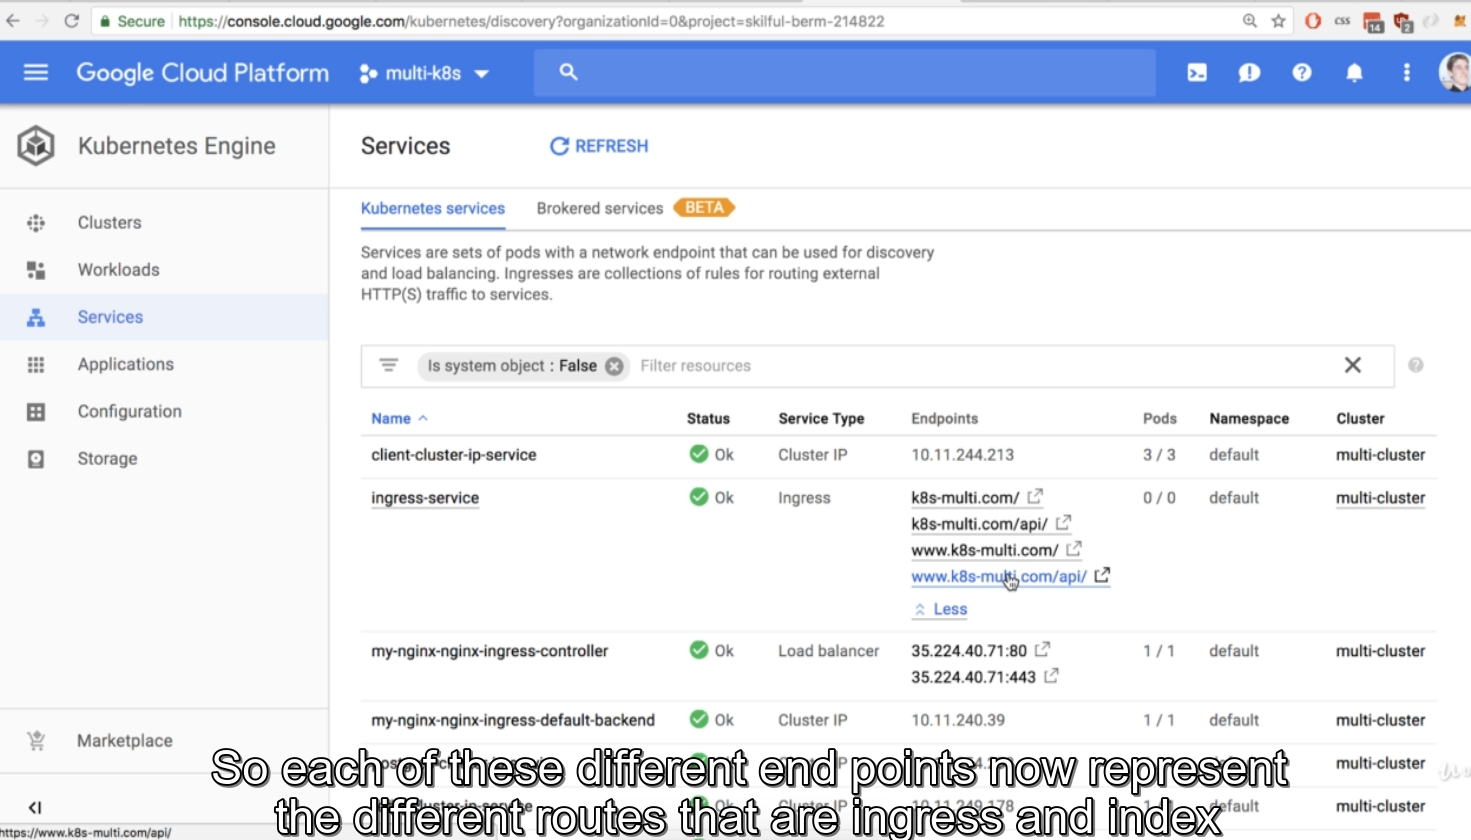 Secure https://console.cloud.google.com/kubernetes/discovery?organizationId=0&project=skilful-berm-214822
css
14
2
Google Cloud Platform
multi-k8s
Kubernetes Engine
Services
REFRESH
Clusters
Workloads
Services
Applications
Configuration
Storage
Marketplace
Kubernetes services
Brokered services BETA
Services are sets of pods with a network endpoint that can be used for discovery
and load balancing. Ingresses are collections of rules for routing external
HTTP(S) traffic to services.
Is system object : False Filter resources
Name Status Service Type Endpoints Pods Namespace Cluster
client-cluster-ip-service Ok Cluster IP 10.11.244.213 3 / 3 default multi-cluster
ingress-service Ok Ingress k8s-multi.com/ 0 / 0 default multi-cluster
k8s-multi.com/api/
www.k8s-multi.com/
www.k8s-multi.com/api/
Less
my-nginx-nginx-ingress-controller Ok Load balancer 35.224.40.71:80 1 / 1 default multi-cluster
35.224.40.71:443
my-nginx-nginx-ingress-default-backend Ok Cluster IP 10.11.240.39 1 / 1 default multi-cluster
default multi-cluster
default multi-cluster
So each of these different end points now represent
the different routes that are ingress and index
https://www.k8s-multi.com/api/